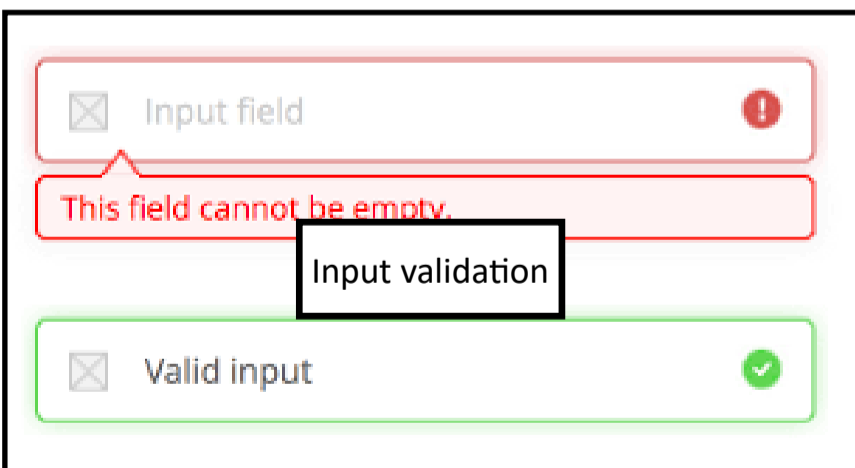 Input field
This field cannot be empty.
Input validation
Valid input